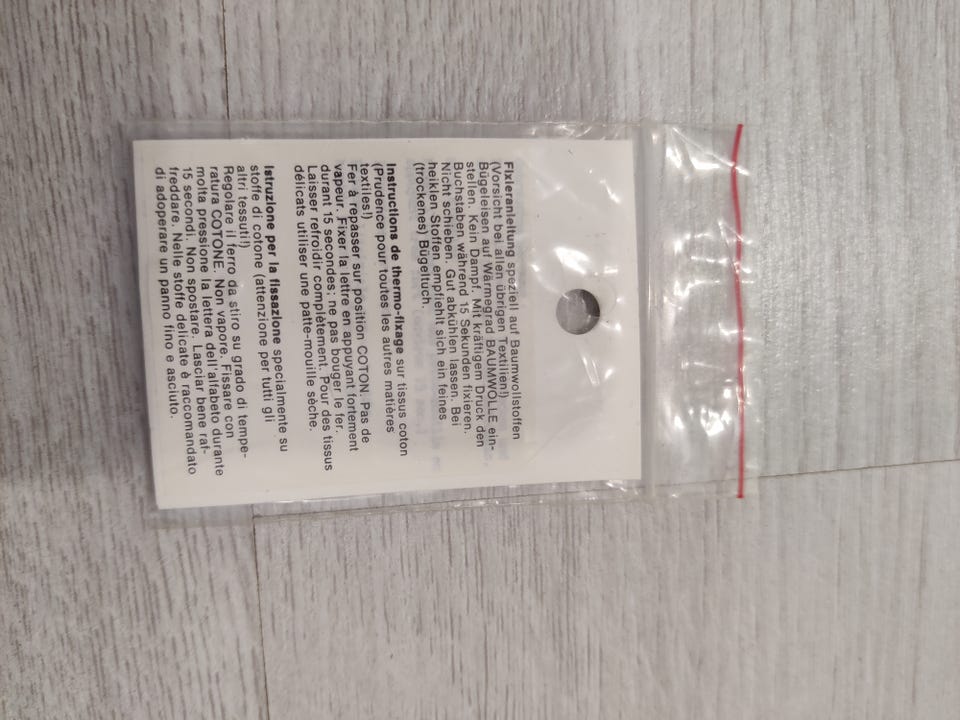 Fixieranleitung speziell auf Baumwollstoffen
(Vorsicht bei allen übrigen Textilien!)
Bügeleisen auf Wärmegrad BAUMWOLLE ein-
stellen. Kein Dampf. Mit kräftigem Druck den
Buchstaben während 15 Sekunden fixieren.
Nicht schieben. Gut abkühlen lassen. Bei
heiklen Stoffen empfiehlt sich ein feines
(trockenes) Bügeltuch.
Instructions de thermo-fixage sur tissus coton
(Prudence pour toutes les autres matières
textiles!)
Fer à repasser sur position COTON. Pas de
vapeur. Fixer la lettre en appuyant fortement
durant 15 secondes; ne pas bouger le fer.
Laisser refroidir complètement. Pour des tissus
délicats utiliser une patte-mouille sèche.
Istruzione per la fissazione specialmente su
stoffe di cotone (attenzione per tutti gli
altri tessuti!)
Regolare il ferro da stiro su grado di tempe-
ratura COTONE. Non vapore. Fissare con
molta pressione la lettera dell'alfabeto durante
15 secondi. Non spostare. Lasciar bene raf-
freddare. Nelle stoffe delicate è raccomandato
di adoperare un panno fino e asciuto.